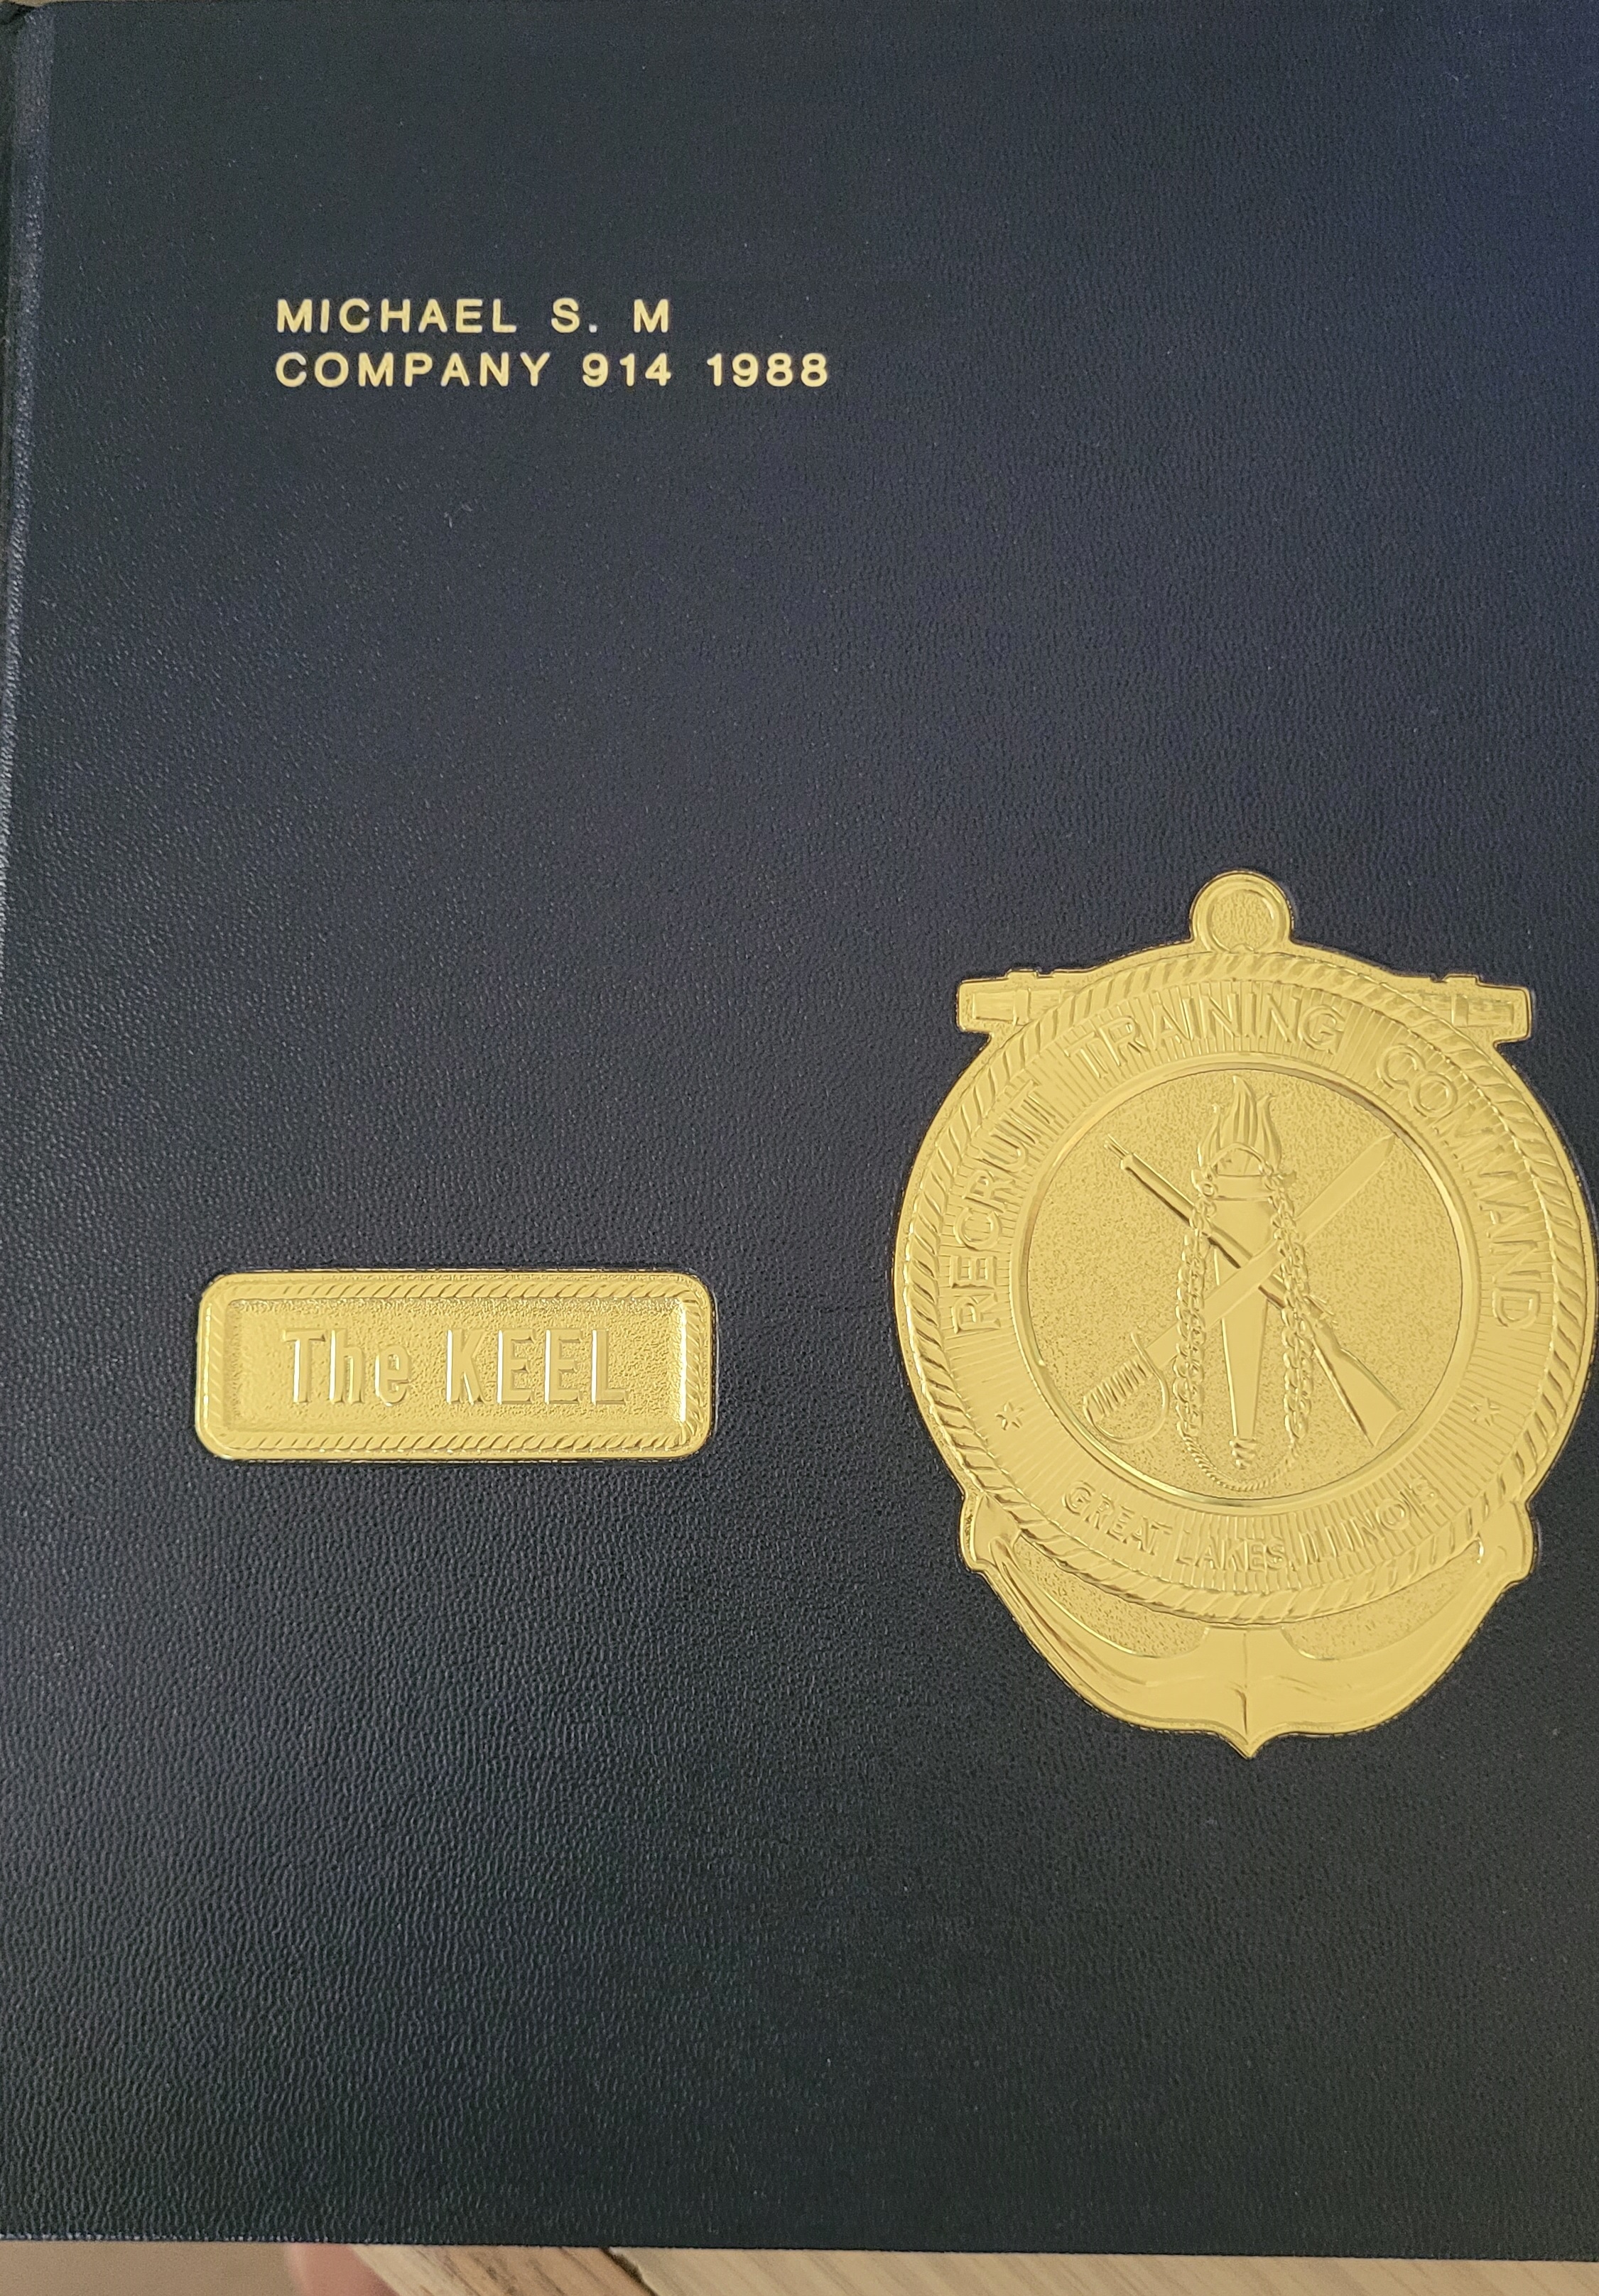 MICHAEL S. M
COMPANY 914 1988
The KEEL
RECRUIT TRAINING COMMAND
GREAT LAKES, ILLINOIS